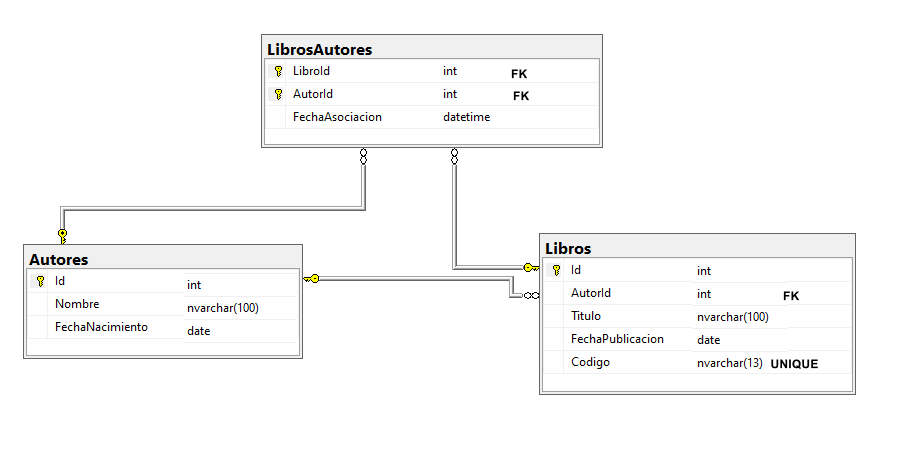 LibrosAutores
LibroId int FK
AutorId int FK
FechaAsociacion datetime
Autores
Id int
Nombre nvarchar(100)
FechaNacimiento date
Libros
Id int
AutorId int FK
Titulo nvarchar(100)
FechaPublicacion date
Codigo nvarchar(13) UNIQUE